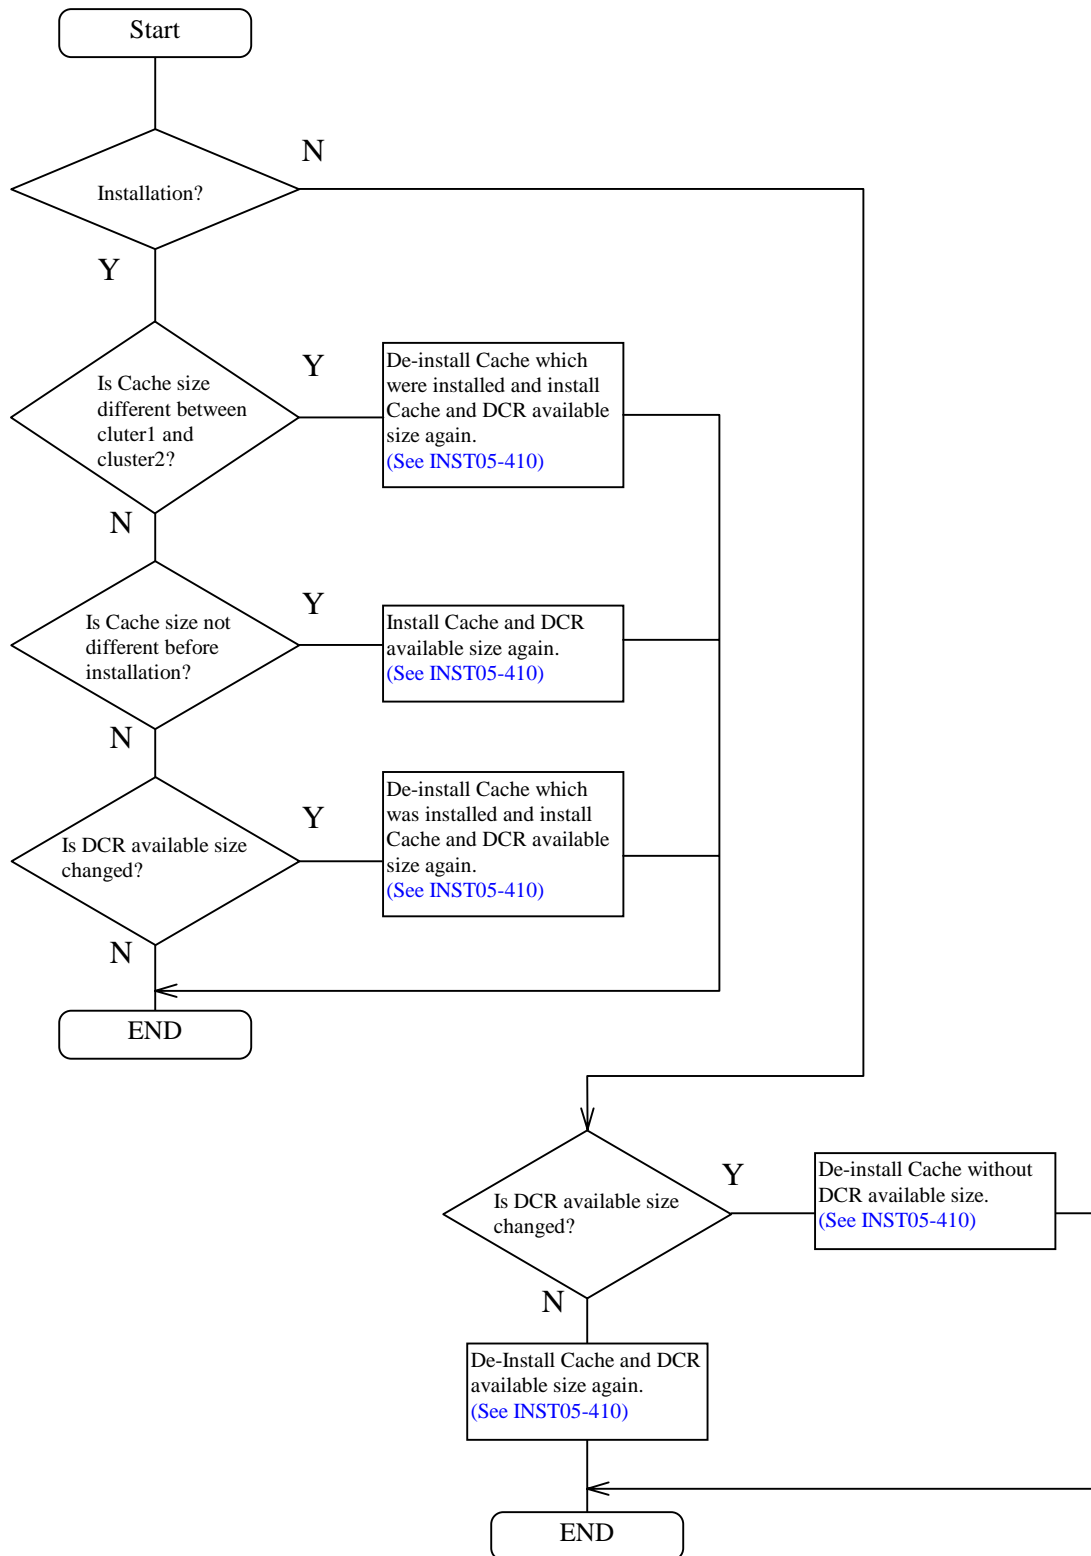 Start
N
Installation?
Y
Is Cache size
different between
cluter1 and
cluster2?
Y
De-install Cache which
were installed and install
Cache and DCR available
size again.
(See INST05-410)
N
Is Cache size not
different before
installation?
Y
Install Cache and DCR
available size again.
(See INST05-410)
N
Is DCR available size
changed?
Y
De-install Cache which
was installed and install
Cache and DCR available
size again.
(See INST05-410)
N
END
Is DCR available size
changed?
Y
De-install Cache without
DCR available size.
(See INST05-410)
N
De-Install Cache and DCR
available size again.
(See INST05-410)
END